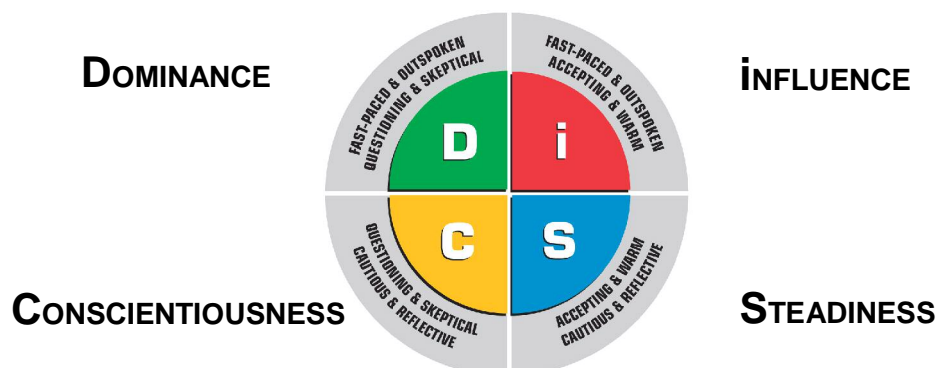 DOMINANCE
iNFLUENCE
FAST-PACED & OUTSPOKEN
QUESTIONING & SKEPTICAL
FAST-PACED & OUTSPOKEN
ACCEPTING & WARM
D
i
C
S
QUESTIONING & SKEPTICAL
CAUTIOUS & REFLECTIVE
ACCEPTING & WARM
CAUTIOUS & REFLECTIVE
CONSCIENTIOUSNESS
STEADINESS